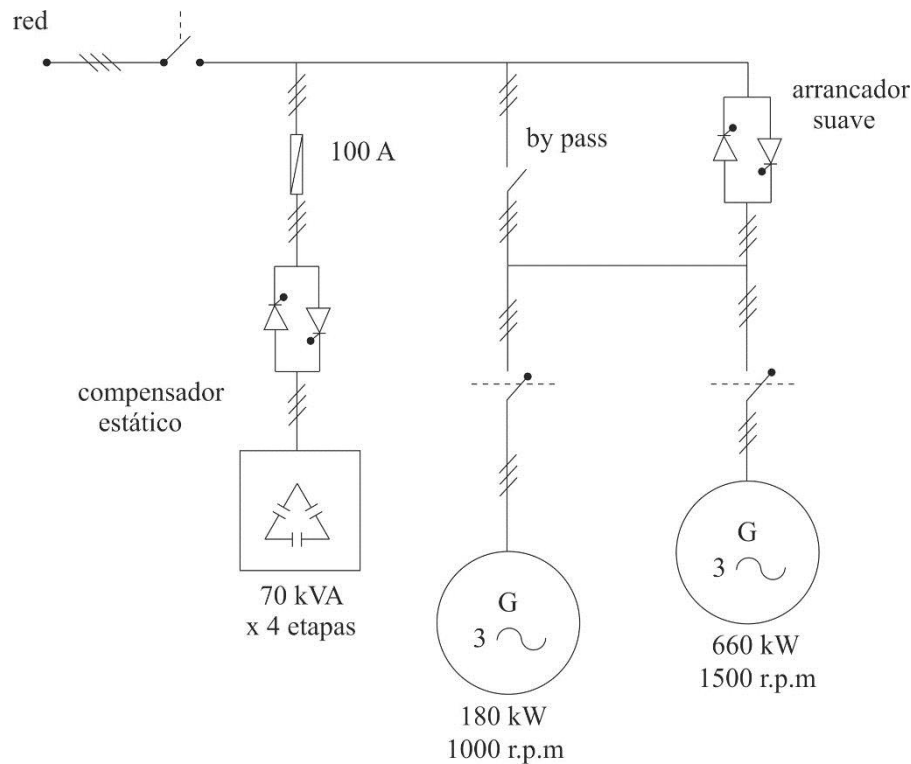 red
arrancador
suave
100 A
by pass
compensador
estático
70 kVA
x 4 etapas
G
3
180 kW
1000 r.p.m
G
3
660 kW
1500 r.p.m